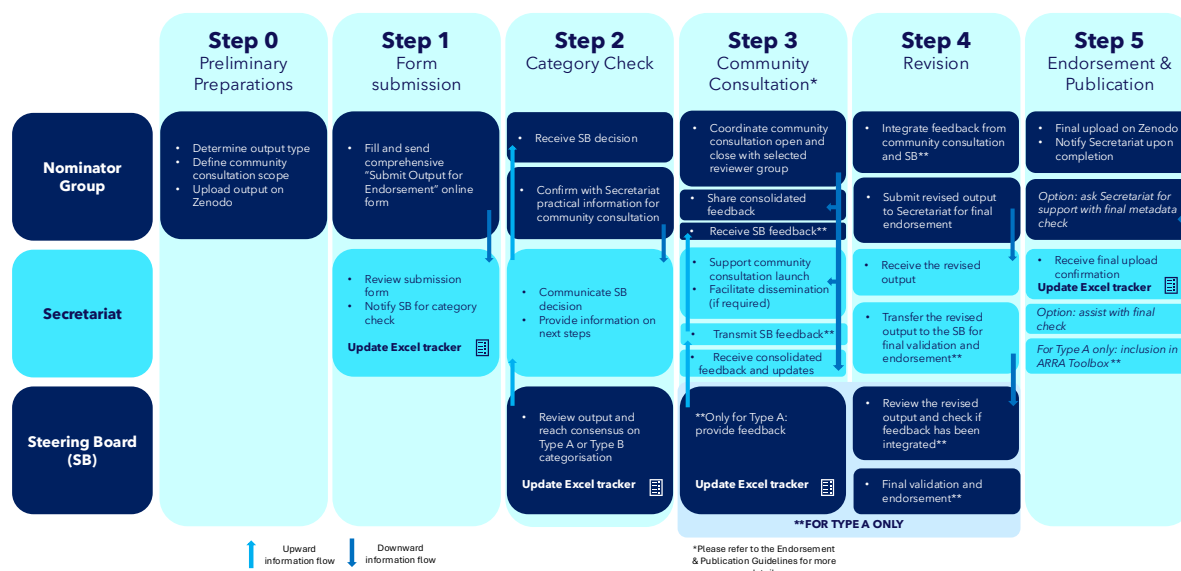 Step 0
Preliminary
Preparations
Step 1
Form
submission
Step 2
Category Check
Step 3
Community
Consultation*
Step 4
Revision
Step 5
Endorsement &
Publication
Nominator
Group
• Determine output type
• Define community
consultation scope
• Upload output on
Zenodo
• Fill and send
comprehensive
“Submit Output for
Endorsement” online
form
• Receive SB decision
• Confirm with Secretariat
practical information for
community consultation
• Coordinate community
consultation open and
close with selected
reviewer group
• Share consolidated
feedback
• Receive SB feedback**
• Integrate feedback from
community consultation
and SB**
• Submit revised output
to Secretariat for final
endorsement
• Final upload on Zenodo
• Notify Secretariat upon
completion
Option: ask Secretariat for
support with final metadata
check
Secretariat
• Review submission
form
• Notify SB for category
check
Update Excel tracker
• Communicate SB
decision
• Provide information on
next steps
• Support community
consultation launch
• Facilitate dissemination
(if required)
• Transmit SB feedback**
• Receive consolidated
feedback and updates
• Receive the revised
output
• Transfer the revised
output to the SB for
final validation and
endorsement**
• Receive final upload
confirmation
Update Excel tracker
Option: assist with final
check
For Type A only: inclusion in
ARRA Toolbox**
Steering Board
(SB)
• Review output and
reach consensus on
Type A or Type B
categorisation
Update Excel tracker
**Only for Type A:
provide feedback
Update Excel tracker
• Review the revised
output and check if
feedback has been
integrated**
• Final validation and
endorsement**
**FOR TYPE A ONLY
Upward
information flow
Downward
information flow
*Please refer to the Endorsement
& Publication Guidelines for more